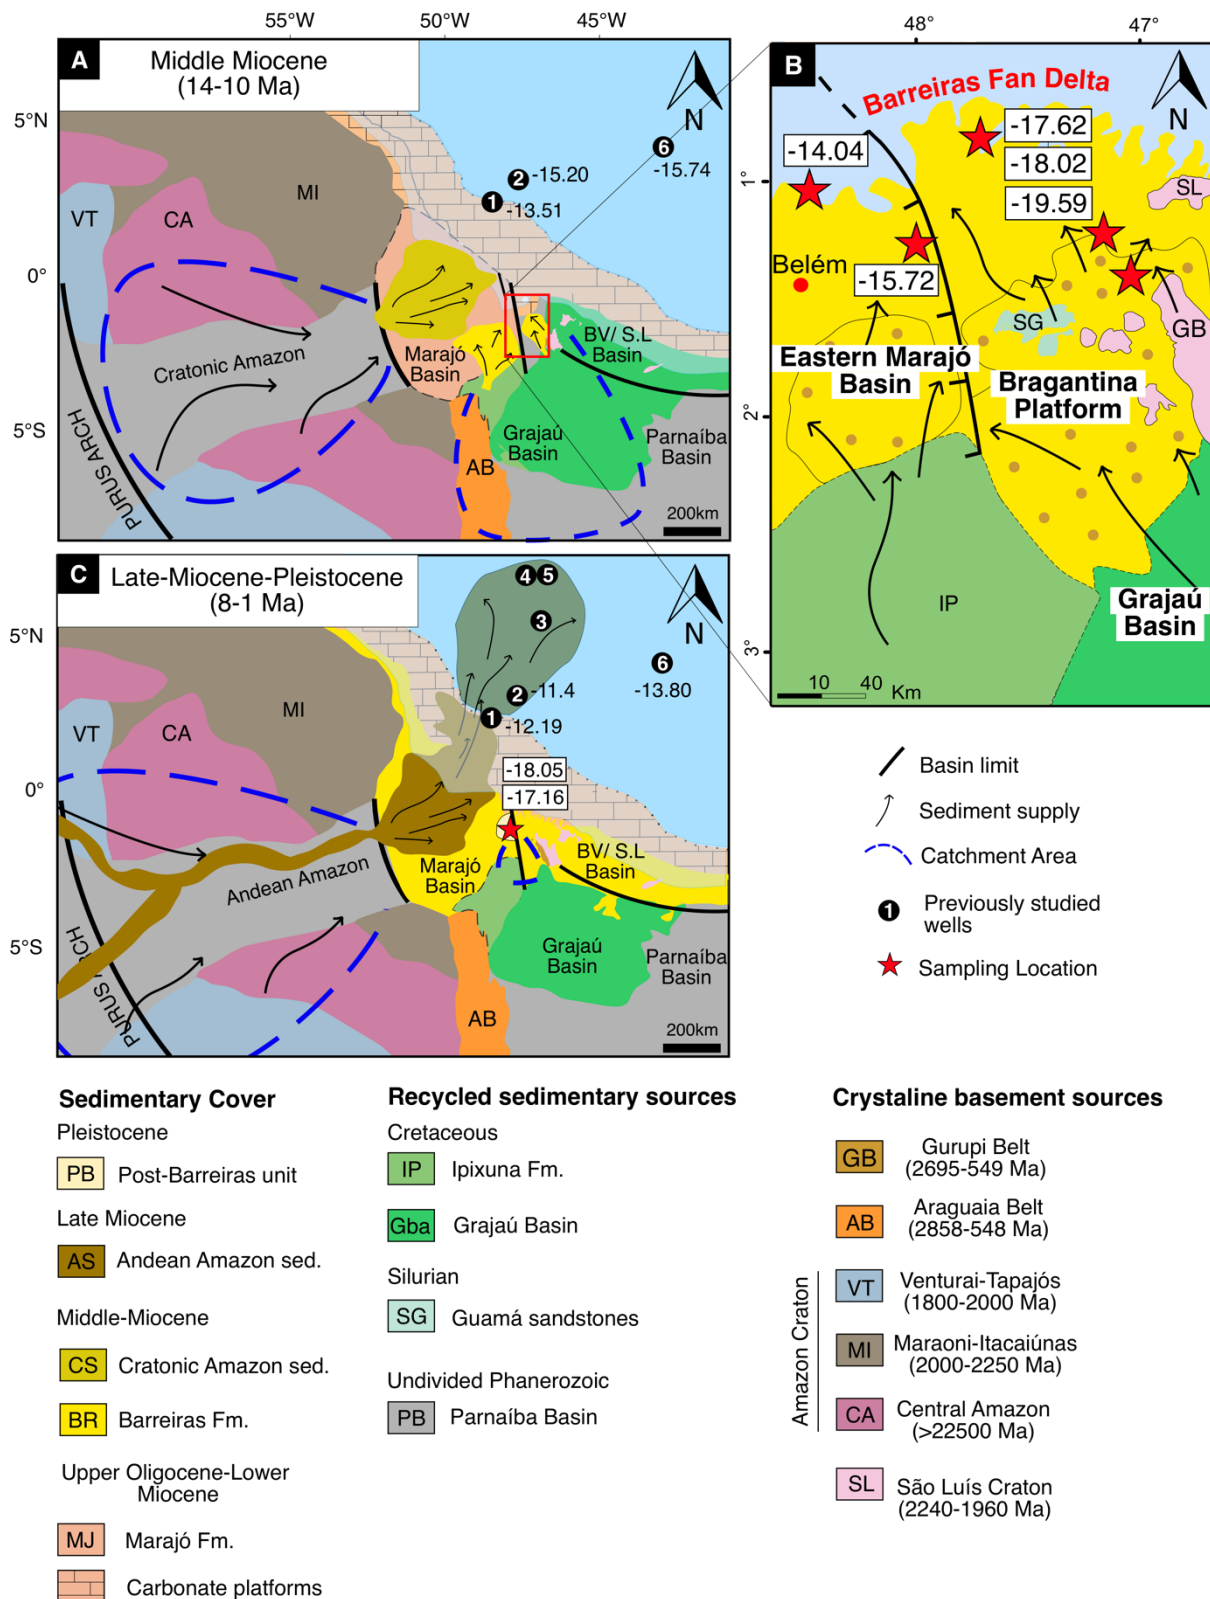 55°W
50°W
45°W
48°
47°
A
Middle Miocene
(14-10 Ma)
N
5°N
0°
5°S
MI
VT
CA
6
-15.74
2
-15.20
1
-13.51
Cratonic Amazon
Marajó
Basin
BV/ S.L
Basin
Grajaú
Basin
Parnaíba
Basin
AB
PURUS ARCH
200km
B
Barreiras Fan Delta
N
-14.04
-17.62
-18.02
-19.59
1°
SL
Belém
-15.72
SG
GB
Eastern Marajó
Basin
Bragantina
Platform
2°
IP
Grajaú
Basin
3°
10
40
Km
C
Late-Miocene-Pleistocene
(8-1 Ma)
N
4
5
3
5°N
6
-13.80
2
-11.4
1
-12.19
MI
VT
CA
0°
-18.05
-17.16
BV/ S.L
Basin
Marajó
Basin
Andean Amazon
5°S
Grajaú
Basin
Parnaíba
Basin
PURUS ARCH
AB
200km
Basin limit
Sediment supply
Catchment Area
1
Previously studied
wells
Sampling Location
Sedimentary Cover
Pleistocene
PB
Post-Barreiras unit
Late Miocene
AS
Andean Amazon sed.
Middle-Miocene
CS
Cratonic Amazon sed.
BR
Barreiras Fm.
Upper Oligocene-Lower
Miocene
MJ
Marajó Fm.
Carbonate platforms
Recycled sedimentary sources
Cretaceous
IP
Ipixuna Fm.
Gba
Grajaú Basin
Silurian
SG
Guamá sandstones
Undivided Phanerozoic
PB
Parnaíba Basin
Crystaline basement sources
GB
Gurupi Belt
(2695-549 Ma)
AB
Araguaia Belt
(2858-548 Ma)
Amazon Craton
VT
Venturai-Tapajós
(1800-2000 Ma)
MI
Maraoni-Itacaiúnas
(2000-2250 Ma)
CA
Central Amazon
(>22500 Ma)
SL
São Luís Craton
(2240-1960 Ma)